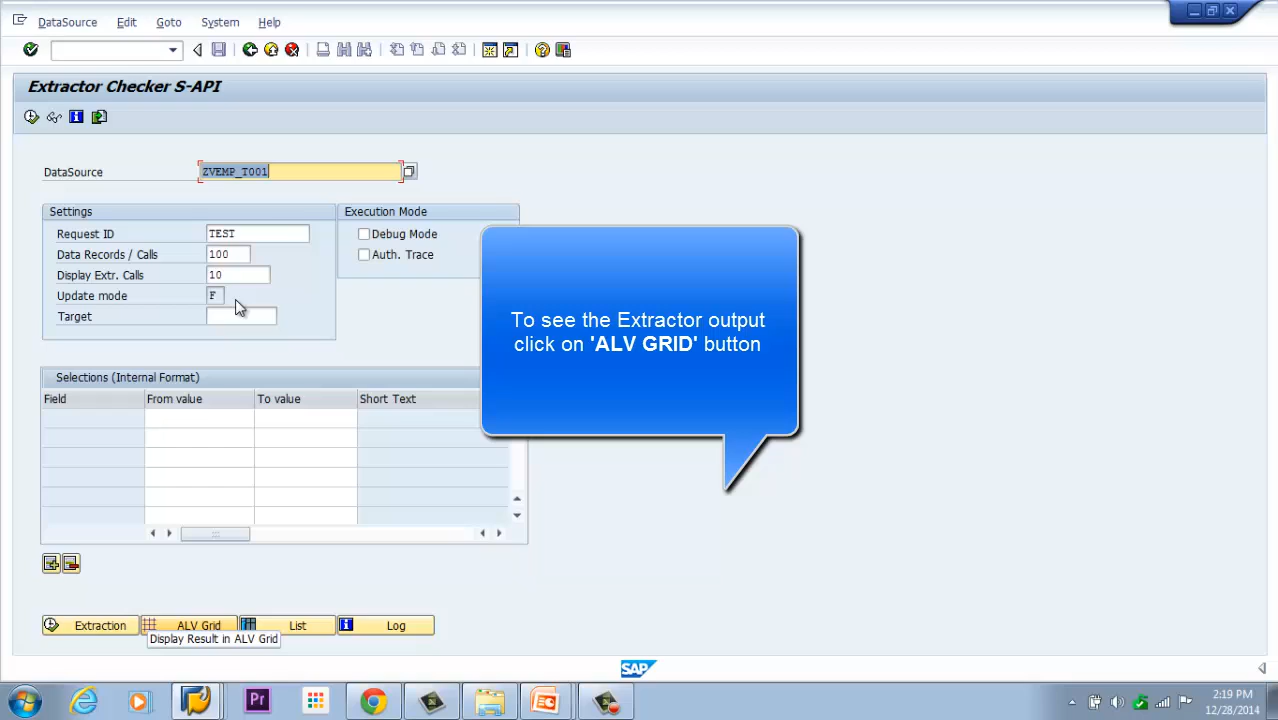 DataSource Edit Goto System Help
Extractor Checker S-API
DataSource ZVEMP_T001
Settings
Request ID TEST
Data Records / Calls 100
Display Extr. Calls 10
Update mode F
Target
Execution Mode
Debug Mode
Auth. Trace
To see the Extractor output
click on 'ALV GRID' button
Selections (Internal Format)
Field From value To value Short Text
Extraction ALV Grid List Log
Display Result in ALV Grid
SAP
Pr
2:19 PM
12/28/2014